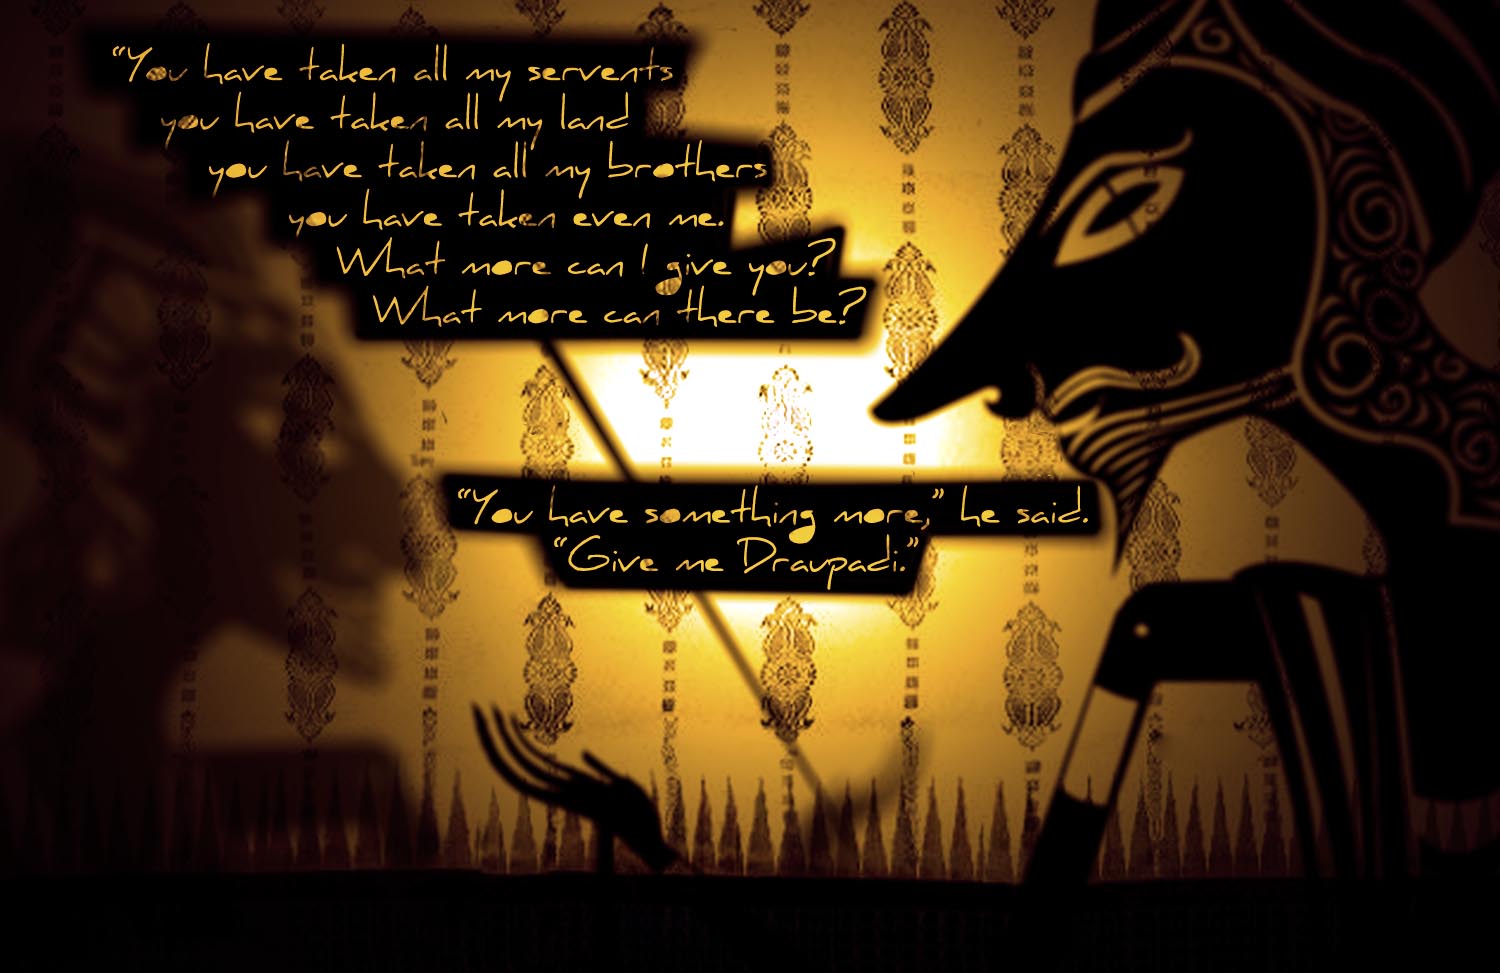 “You have taken all my servents
you have taken all my land
you have taken all my brothers
you have taken even me.
What more can I give you?
What more can there be?
“You have something more,” he said.
“Give me Draupadi.”